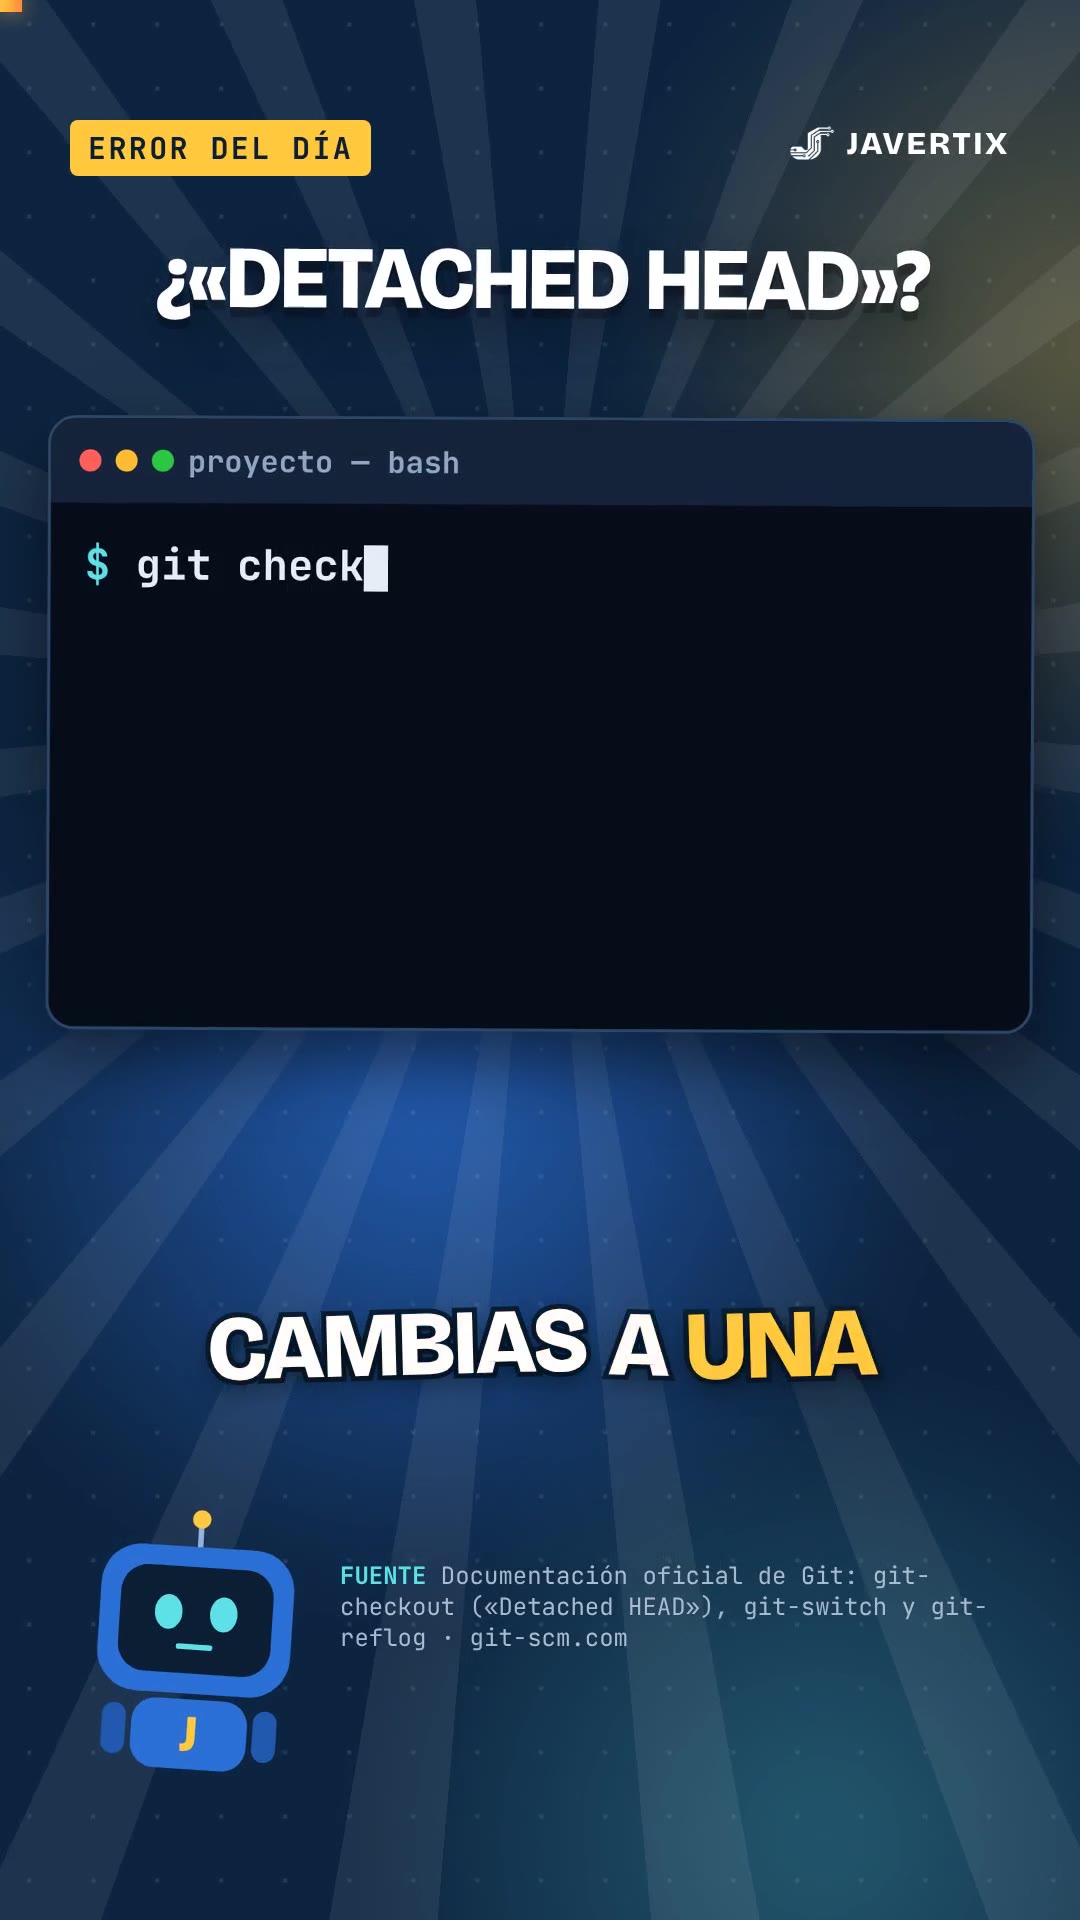 ERROR DEL DÍA
JAVERTIX
¿«DETACHED HEAD»?
proyecto — bash
$ git check
CAMBIAS A UNA
FUENTE Documentación oficial de Git: git-
checkout («Detached HEAD»), git-switch y git-
reflog · git-scm.com
J